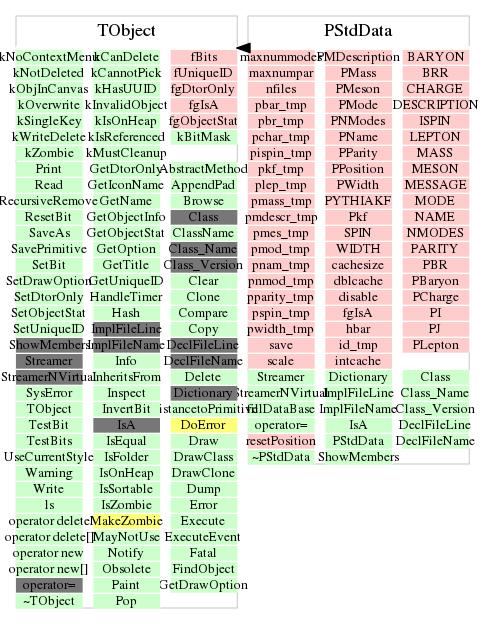 TObject
kNoContextMenu kCanDelete fBits
kNotDeleted kCannotPick fUniqueID
kObjInCanvas kHasUUID fgDtorOnly
kOverwrite kInvalidObject fgIsA
kSingleKey kIsOnHeap fgObjectStat
kWriteDelete kIsReferenced kBitMask
kZombie kMustCleanup
Print GetDtorOnly AbstractMethod
Read GetIconName AppendPad
RecursiveRemove GetName Browse
ResetBit GetObjectInfo Class
SaveAs GetObjectStat ClassName
SavePrimitive GetOption Class_Name
SetBit GetTitle Class_Version
SetDrawOption GetUniqueID Clear
SetDtorOnly HandleTimer Clone
SetObjectStat Hash Compare
SetUniqueID ImplFileLine Copy
ShowMembers ImplFileName DeclFileLine
Streamer Info DeclFileName
StreamerNVirtual InheritsFrom Delete
SysError Inspect Dictionary
TObject InvertBit istancetoPrimitive
TestBit IsA DoError
TestBits IsEqual Draw
UseCurrentStyle IsFolder DrawClass
Warning IsOnHeap DrawClone
Write IsSortable Dump
ls IsZombie Error
operator delete MakeZombie Execute
operator delete[] MayNotUse ExecuteEvent
operator new Notify Fatal
operator new[] Obsolete FindObject
operator= Paint GetDrawOption
~TObject Pop
PStdData
maxnummodes PMDescription BARYON
maxnumpar PMass BRR
nfiles PMeson CHARGE
pbar_tmp PMode DESCRIPTION
pbr_tmp PNModes ISPIN
pchar_tmp PName LEPTON
pispin_tmp PParity MASS
pkf_tmp PPosition MESON
plep_tmp PWidth MESSAGE
pmass_tmp PYTHIAKF MODE
pmdescr_tmp Pkf NAME
pmes_tmp SPIN NMODES
pmod_tmp WIDTH PARITY
pnam_tmp cachesize PBR
pnmod_tmp dblcache PBaryon
pparity_tmp disable PCharge
pspin_tmp fgIsA PI
pwidth_tmp hbar PJ
save id_tmp PLepton
scale intcache
Streamer Dictionary Class
StreamerNVirtual ImplFileLine Class_Name
fillDataBase ImplFileName Class_Version
operator= IsA DeclFileLine
resetPosition PStdData DeclFileName
~PStdData ShowMembers